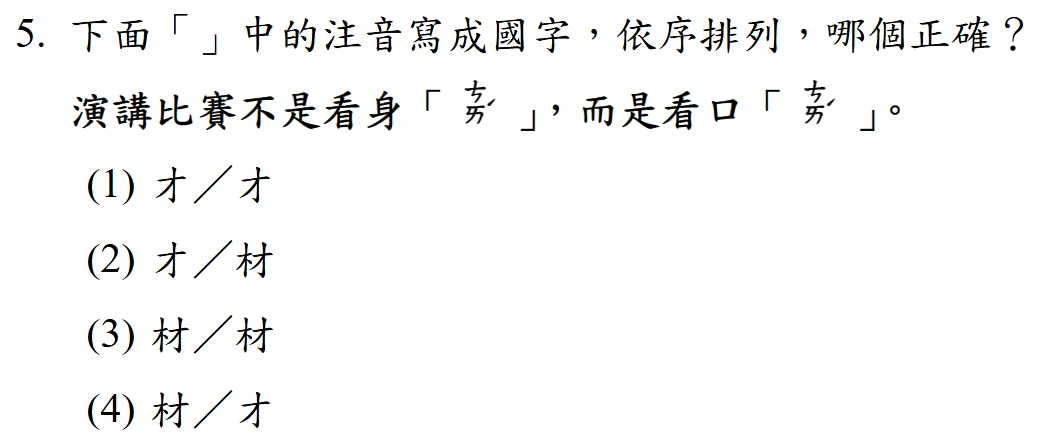 5. 下面「 」中的注音寫成國字，依序排列，哪個正確？
演講比賽不是看身「ㄘㄞˊ」，而是看口「ㄘㄞˊ」。
(1) 才／才
(2) 才／材
(3) 材／材
(4) 材／才